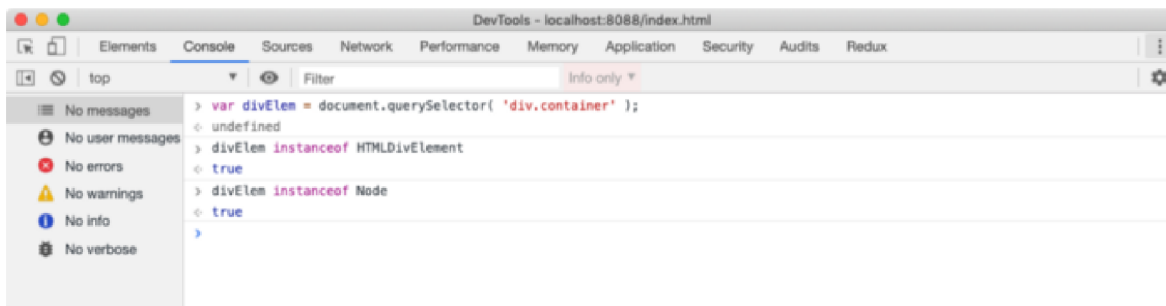 DevTools - localhost:8088/index.html
Elements Console Sources Network Performance Memory Application Security Audits Redux
top Filter Info only
No messages
No user messages
No errors
No warnings
No info
No verbose
> var divElem = document.querySelector( 'div.container' );
< undefined
> divElem instanceof HTMLDivElement
< true
> divElem instanceof Node
< true
>